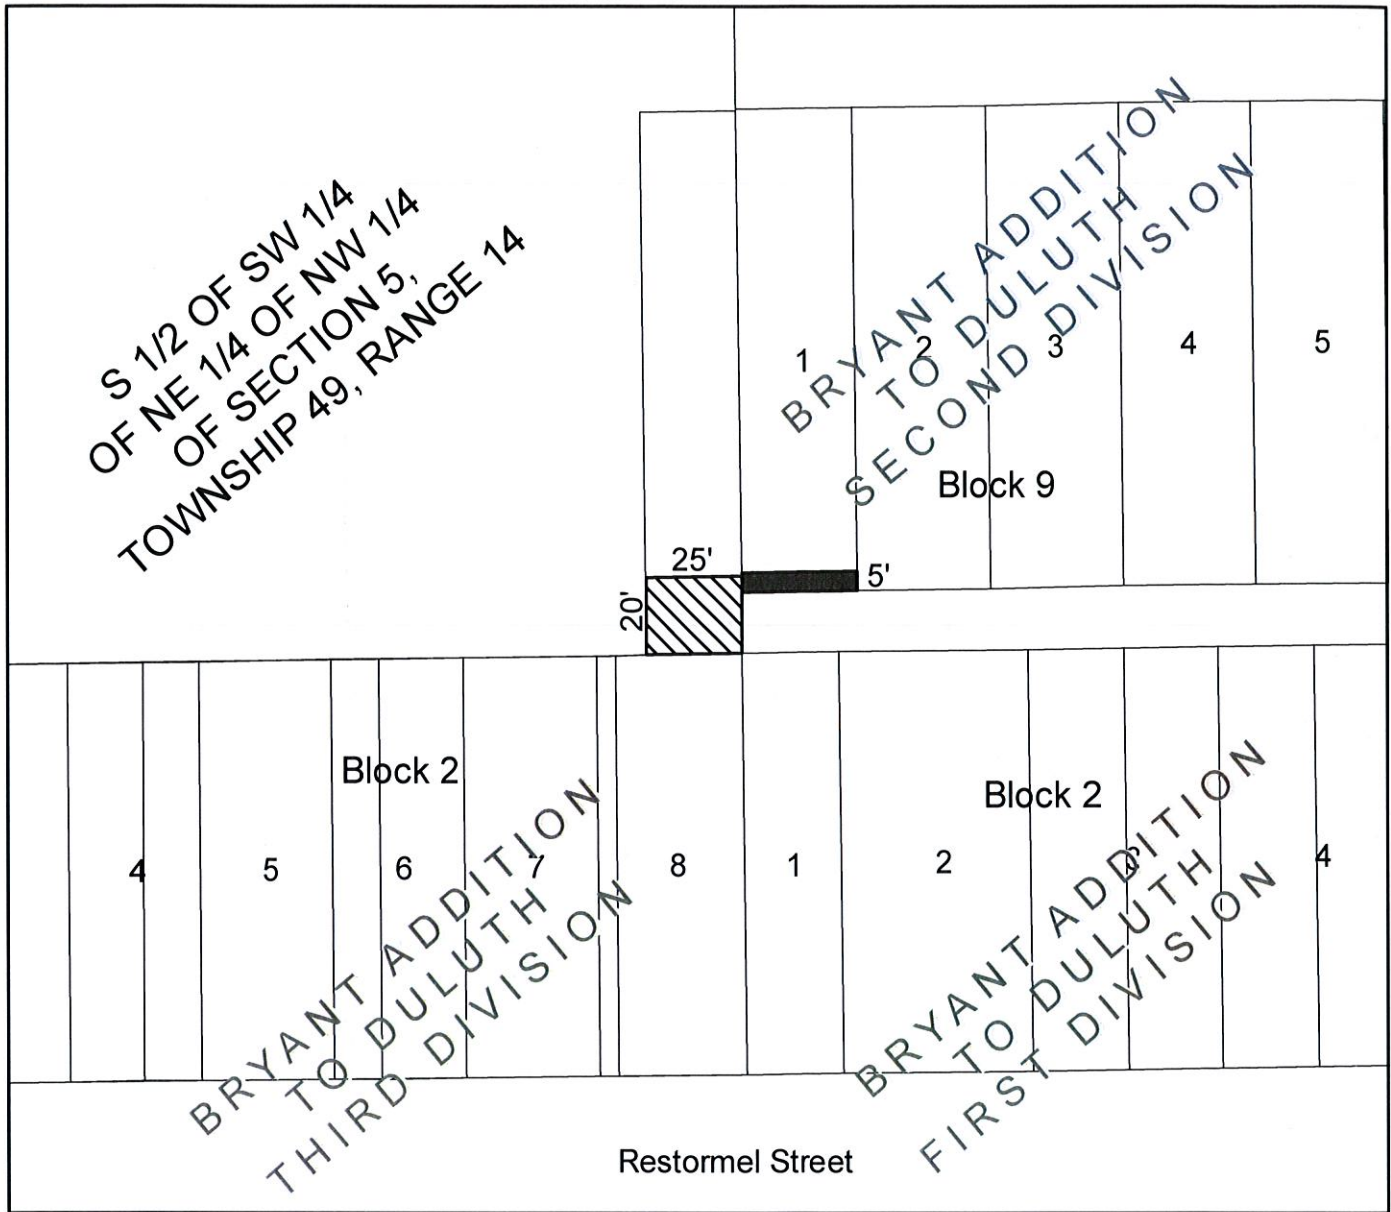 S 1/2 OF SW 1/4
OF NE 1/4 OF NW 1/4
OF SECTION 5,
TOWNSHIP 49, RANGE 14
BRYANT ADDITION
TO DULUTH
SECOND DIVISION
1
2
3
4
5
Block 9
25'
20'
5'
Block 2
4
5
6
7
8
BRYANT ADDITION
TO DULUTH
THIRD DIVISION
Block 2
1
2
3
4
BRYANT ADDITION
TO DULUTH
FIRST DIVISION
Restormel Street